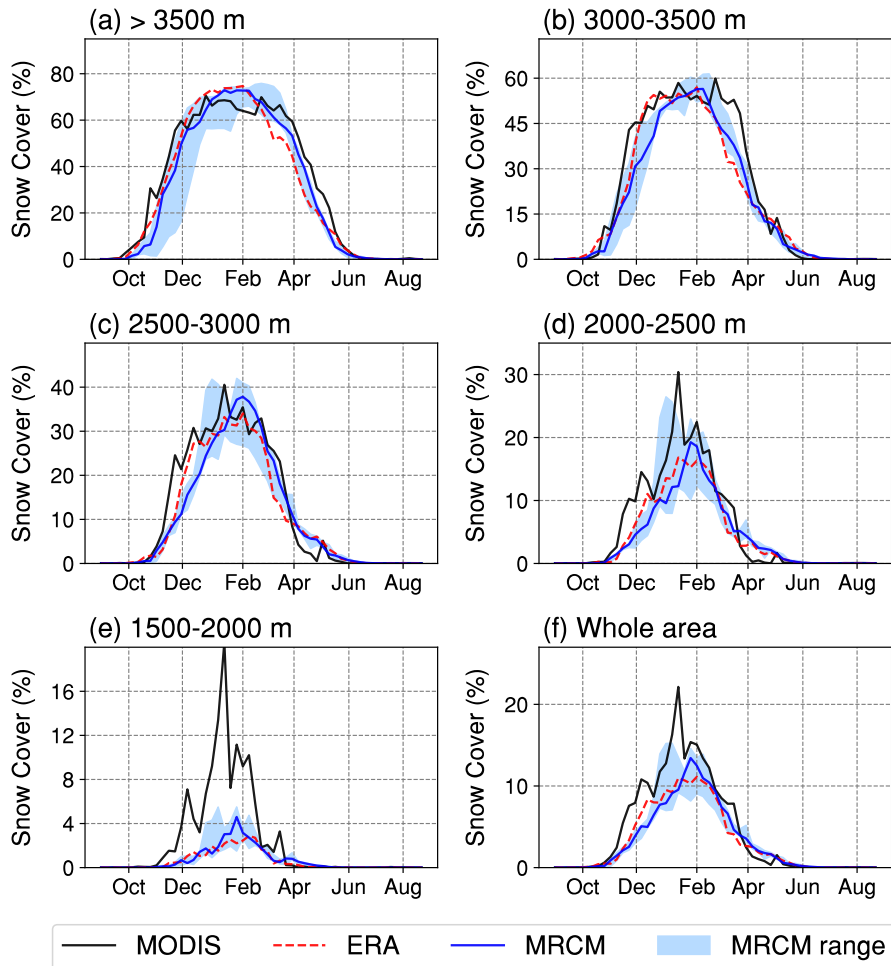 (a) > 3500 m
(b) 3000-3500 m
Snow Cover (%)
80
60
40
20
0
Oct Dec Feb Apr Jun Aug
Snow Cover (%)
60
45
30
15
0
Oct Dec Feb Apr Jun Aug
(c) 2500-3000 m
(d) 2000-2500 m
Snow Cover (%)
40
30
20
10
0
Oct Dec Feb Apr Jun Aug
Snow Cover (%)
30
20
10
0
Oct Dec Feb Apr Jun Aug
(e) 1500-2000 m
(f) Whole area
Snow Cover (%)
16
12
8
4
0
Oct Dec Feb Apr Jun Aug
Snow Cover (%)
20
10
0
Oct Dec Feb Apr Jun Aug
MODIS ERA MRCM MRCM range